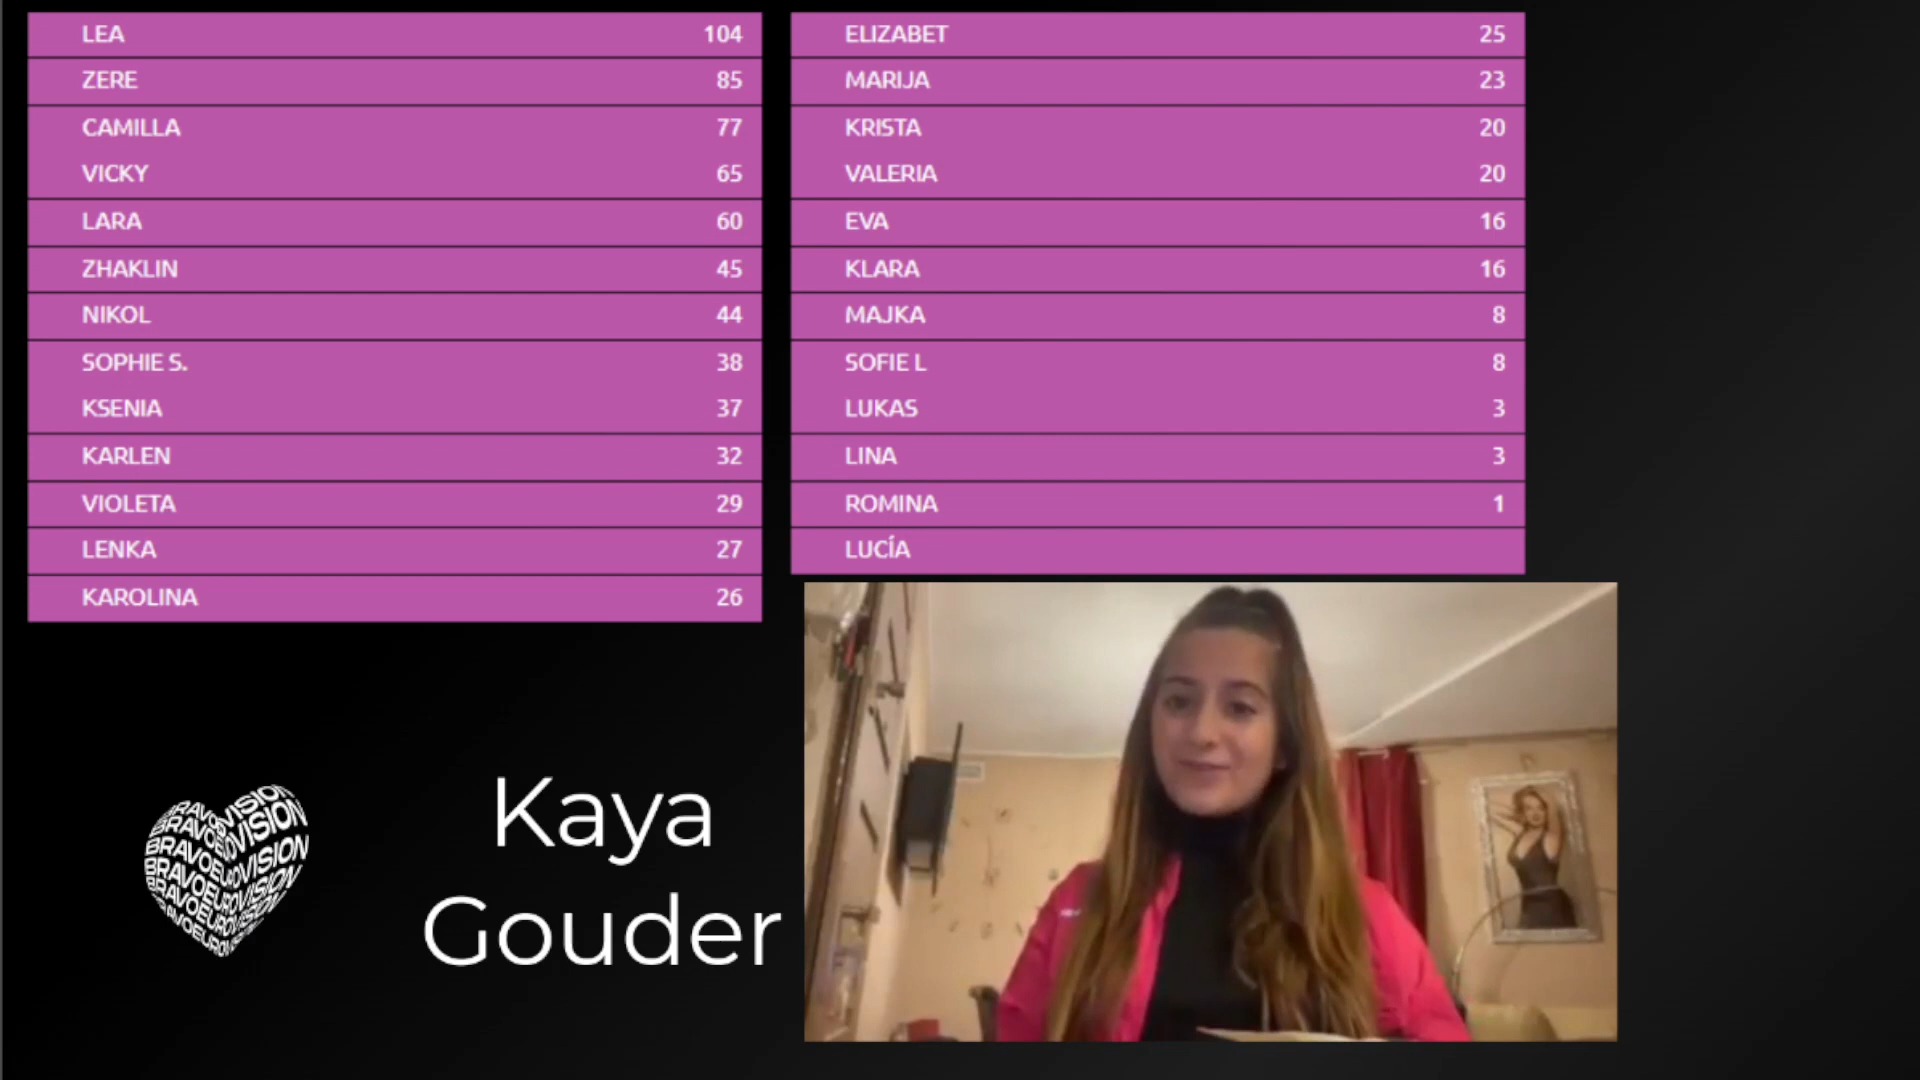 LEA 104
ZERE 85
CAMILLA 77
VICKY 65
LARA 60
ZHAKLIN 45
NIKOL 44
SOPHIE S. 38
KSENIA 37
KARLEN 32
VIOLETA 29
LENKA 27
KAROLINA 26
ELIZABET 25
MARIJA 23
KRISTA 20
VALERIA 20
EVA 16
KLARA 16
MAJKA 8
SOFIE L 8
LUKAS 3
LINA 3
ROMINA 1
LUCÍA
BRAVOEUROVISION
Kaya
Gouder